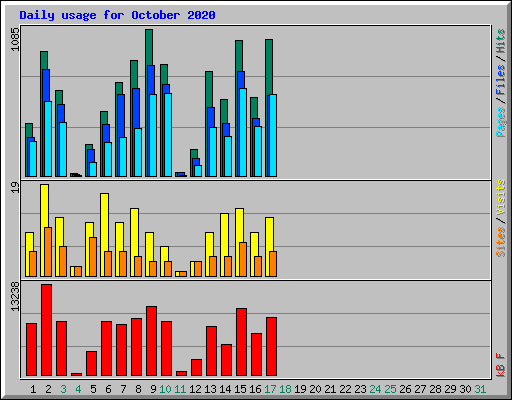 Daily usage for October 2020
1085
Pages/Files/Hits
19
Sites/Visits
13238
kB F
1 2 3 4 5 6 7 8 9 10 11 12 13 14 15 16 17 18 19 20 21 22 23 24 25 26 27 28 29 30 31